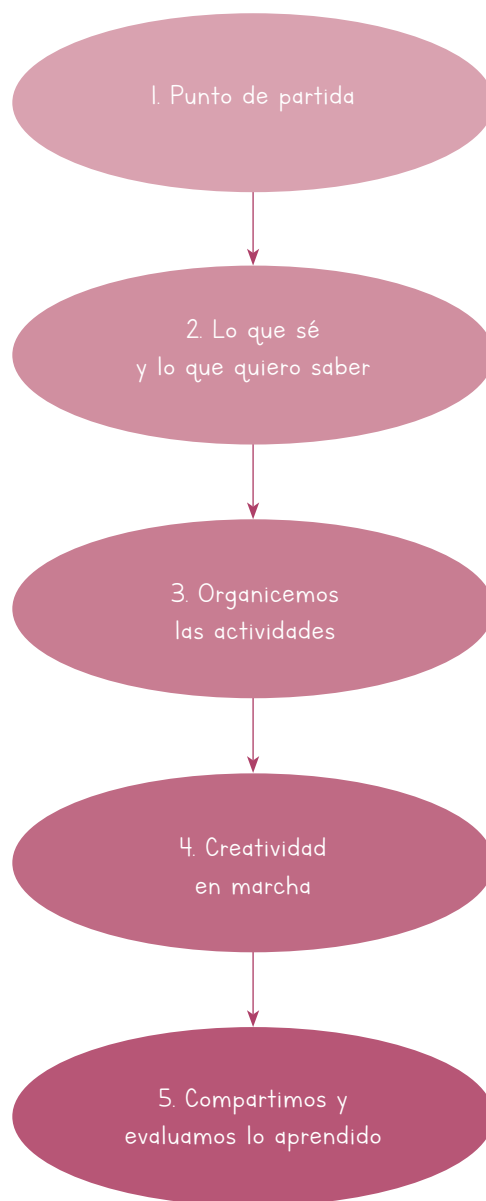 1. Punto de partida
2. Lo que sé
y lo que quiero saber
3. Organicemos
las actividades
4. Creatividad
en marcha
5. Compartimos y
evaluamos lo aprendido